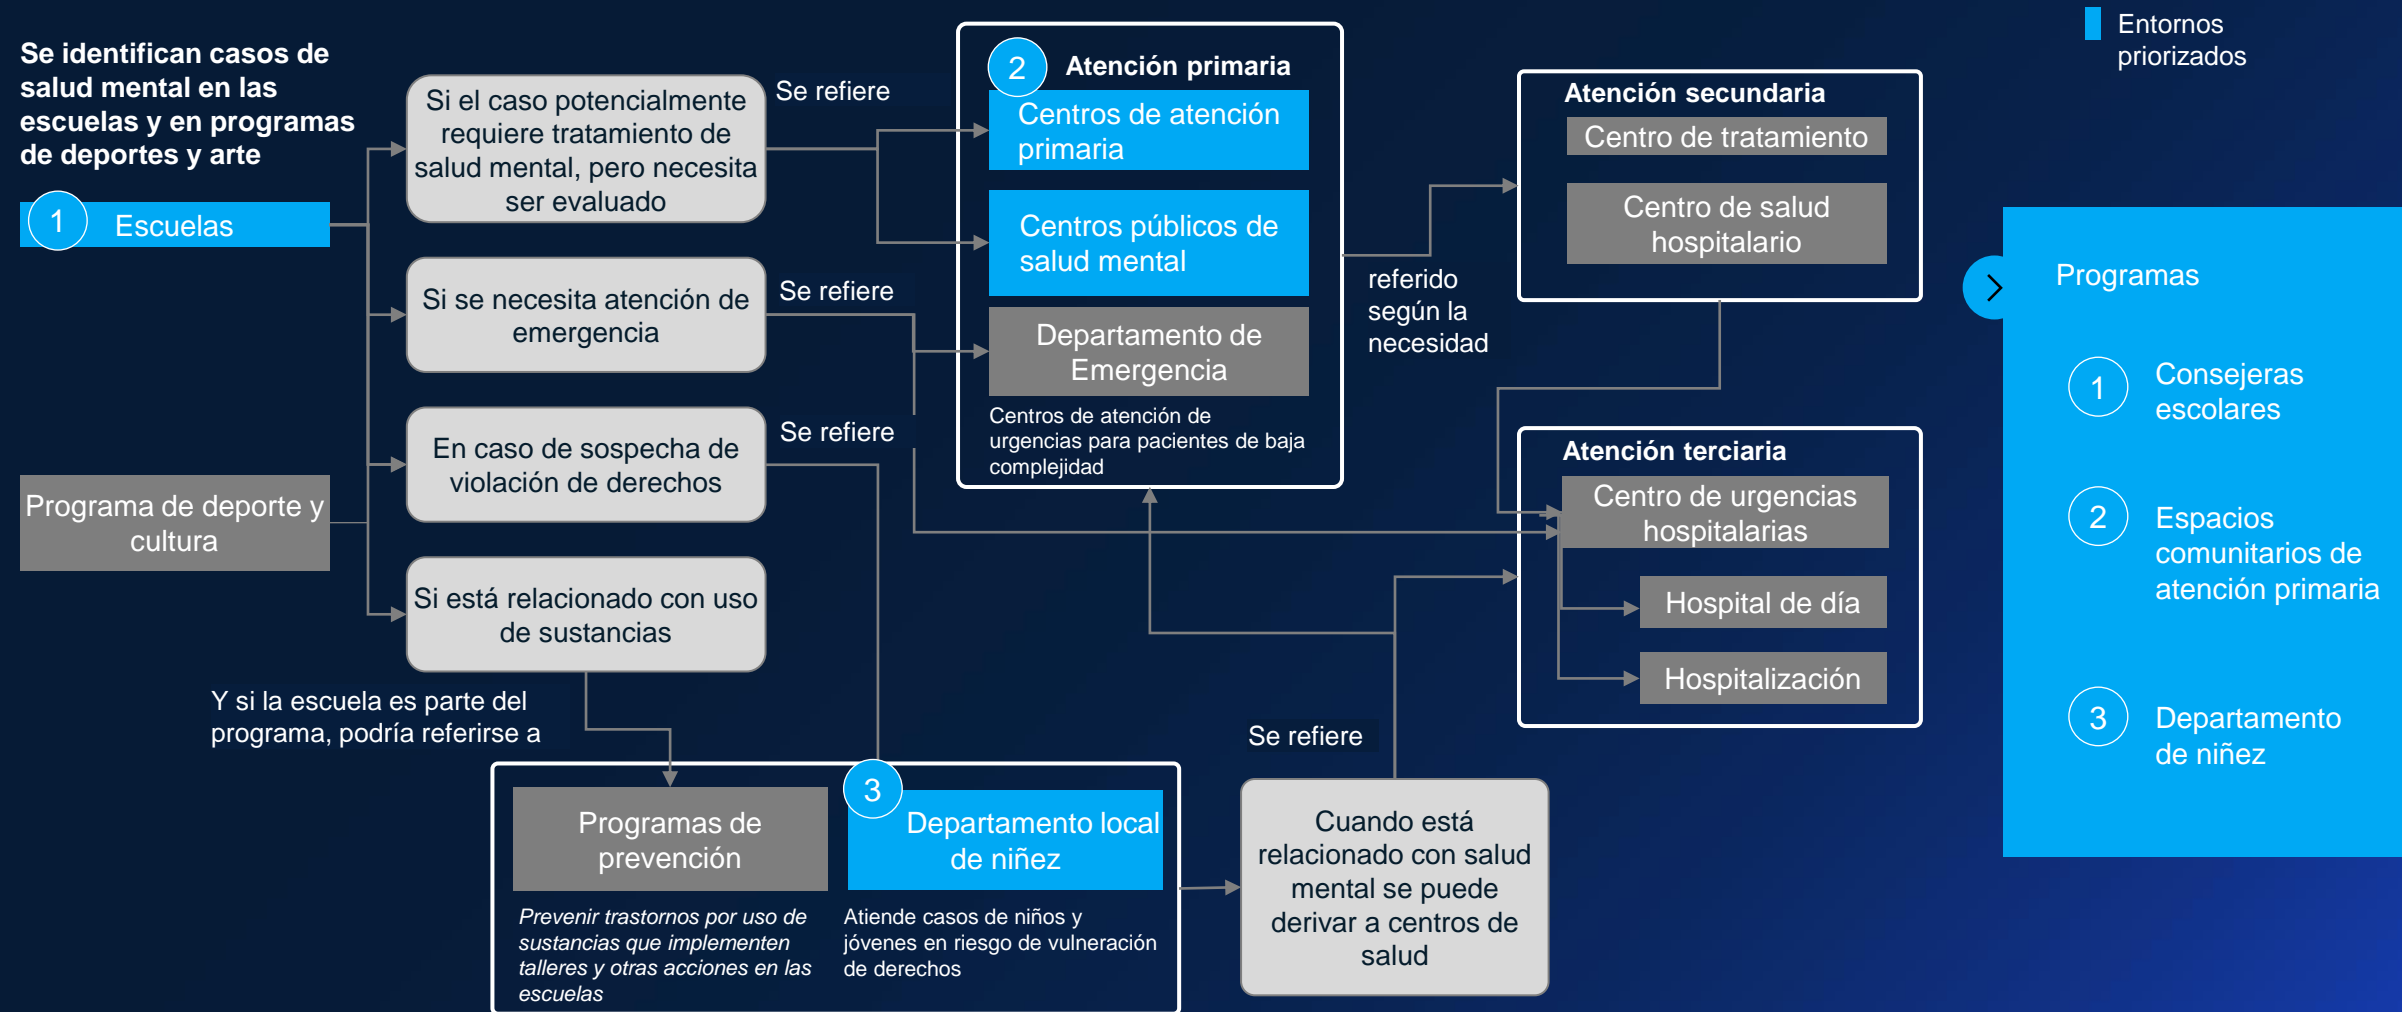 Se identifican casos de
salud mental en las
escuelas y en programas
de deportes y arte
1
Escuelas
Programa de deporte y
cultura
Si el caso potencialmente
requiere tratamiento de
salud mental, pero necesita
ser evaluado
Se refiere
Si se necesita atención de
emergencia
Se refiere
En caso de sospecha de
violación de derechos
Se refiere
Si está relacionado con uso
de sustancias
Y si la escuela es parte del
programa, podría referirse a
2
Atención primaria
Centros de atención
primaria
Centros públicos de
salud mental
Departamento de
Emergencia
Centros de atención de
urgencias para pacientes de baja
complejidad
referido
según la
necesidad
Atención secundaria
Centro de tratamiento
Centro de salud
hospitalario
Atención terciaria
Centro de urgencias
hospitalarias
Hospital de día
Hospitalización
Programas de
prevención
Prevenir trastornos por uso de
sustancias que implementen
talleres y otras acciones en las
escuelas
3
Departamento local
de niñez
Atiende casos de niños y
jóvenes en riesgo de vulneración
de derechos
Se refiere
Cuando está
relacionado con salud
mental se puede
derivar a centros de
salud
Entornos
priorizados
Programas
1
Consejeras
escolares
2
Espacios
comunitarios de
atención primaria
3
Departamento
de niñez